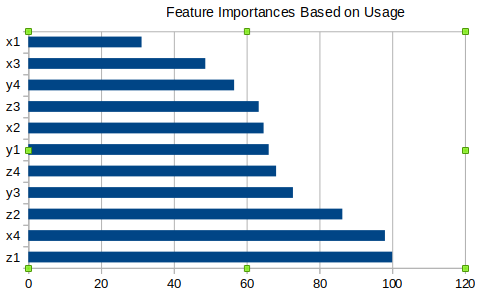 Feature Importances Based on Usage
x1
x3
y4
z3
x2
y1
z4
y3
z2
x4
z1
0 20 40 60 80 100 120